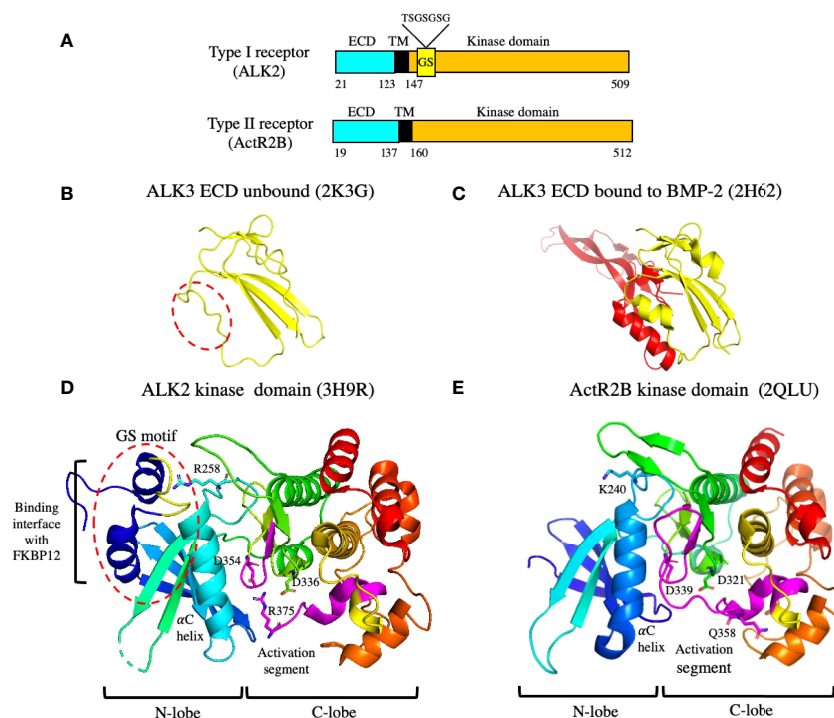 A
TSGSGSG
ECD TM Kinase domain
Type I receptor
(ALK2)
GS
21 123 147 509
ECD TM Kinase domain
Type II receptor
(ActR2B)
19 137 160 512
B ALK3 ECD unbound (2K3G)
C ALK3 ECD bound to BMP-2 (2H62)
D ALK2 kinase domain (3H9R)
GS motif
R258
Binding
interface
with
FKBP12
D354
D336
R375
αC
helix
Activation
segment
N-lobe C-lobe
E ActR2B kinase domain (2QLU)
K240
D339
D321
Q358
αC
helix
Activation
segment
N-lobe C-lobe